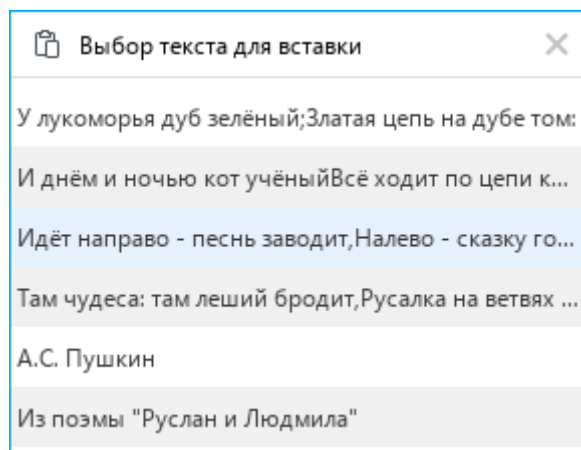 Выбор текста для вставки
У лукоморья дуб зелёный;Златая цепь на дубе том:
И днём и ночью кот учёныйВсё ходит по цепи к...
Идёт направо - песнь заводит,Налево - сказку го...
Там чудеса: там леший бродит,Русалка на ветвях ...
А.С. Пушкин
Из поэмы "Руслан и Людмила"